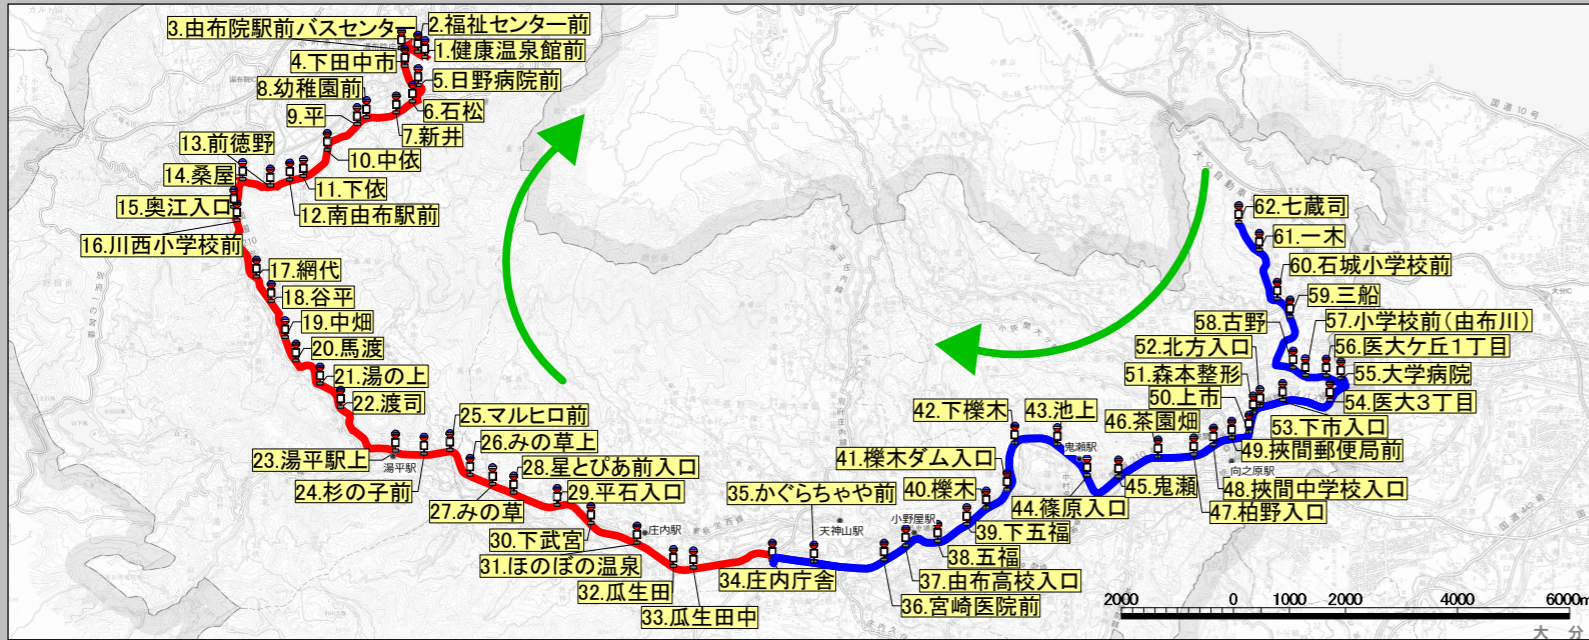 1.健康温泉館前
2.福祉センター前
3.由布院駅前バスセンター
4.下田中市
5.日野病院前
6.石松
7.新井
8.幼稚園前
9.平
10.中依
11.下依
12.南由布駅前
13.前徳野
14.桑屋
15.奥江入口
16.川西小学校前
17.網代
18.谷平
19.中畑
20.馬渡
21.湯の上
22.渡司
23.湯平駅上
湯平駅
24.杉の子前
25.マルヒロ前
26.みの草上
27.みの草
28.星とぴあ前入口
29.平石入口
30.下武宮
31.ほのぼの温泉
庄内駅
32.瓜生田
33.瓜生田中
34.庄内庁舎
35.かぐらちゃや前
天神山駅
36.宮崎医院前
37.由布高校入口
小野屋駅
38.五福
39.下五福
40.櫟木
41.櫟木ダム入口
42.下櫟木
43.池上
鬼瀬駅
44.篠原入口
45.鬼瀬
46.茶園畑
47.柏野入口
48.挾間中学校入口
向之原駅
49.挾間郵便局前
50.上市
51.森本整形
52.北方入口
53.下市入口
54.医大3丁目
55.大学病院
56.医大ケ丘1丁目
57.小学校前(由布川)
58.古野
59.三船
60.石城小学校前
61.一木
62.七蔵司
国道10号
2000 0 1000 2000 4000 6000m
大 分